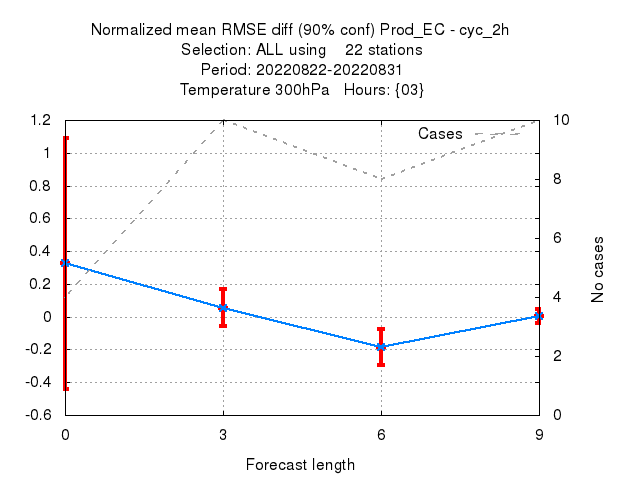 Normalized mean RMSE diff (90% conf) Prod_EC - cyc_2h
Selection: ALL using    22 stations
Period: 20220822-20220831
Temperature 300hPa   Hours: {03}
Cases
1.2
1
0.8
0.6
0.4
0.2
0
-0.2
-0.4
-0.6
10
8
6
4
2
0
No cases
0 3 6 9
Forecast length